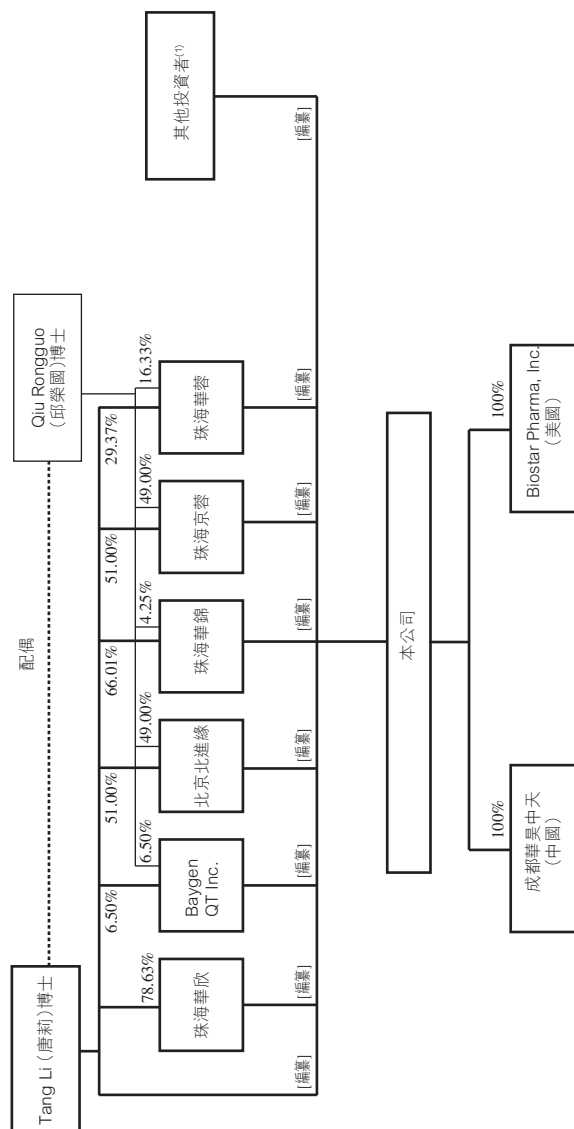 配偶
Tang Li (唐莉)博士
Qiu Rongguo
(邱榮國)博士
78.63%
6.50%
6.50%
51.00%
49.00%
66.01%
4.25%
51.00%
49.00%
29.37%
16.33%
珠海華欣
Baygen
QT Inc.
北京北進緣
珠海華錦
珠海京蓉
珠海華蓉
其他投資者(1)
[編纂]
[編纂]
[編纂]
[編纂]
[編纂]
[編纂]
[編纂]
[編纂]
本公司
100%
100%
成都華昊中天
(中國)
Biostar Pharma, Inc.
(美國)